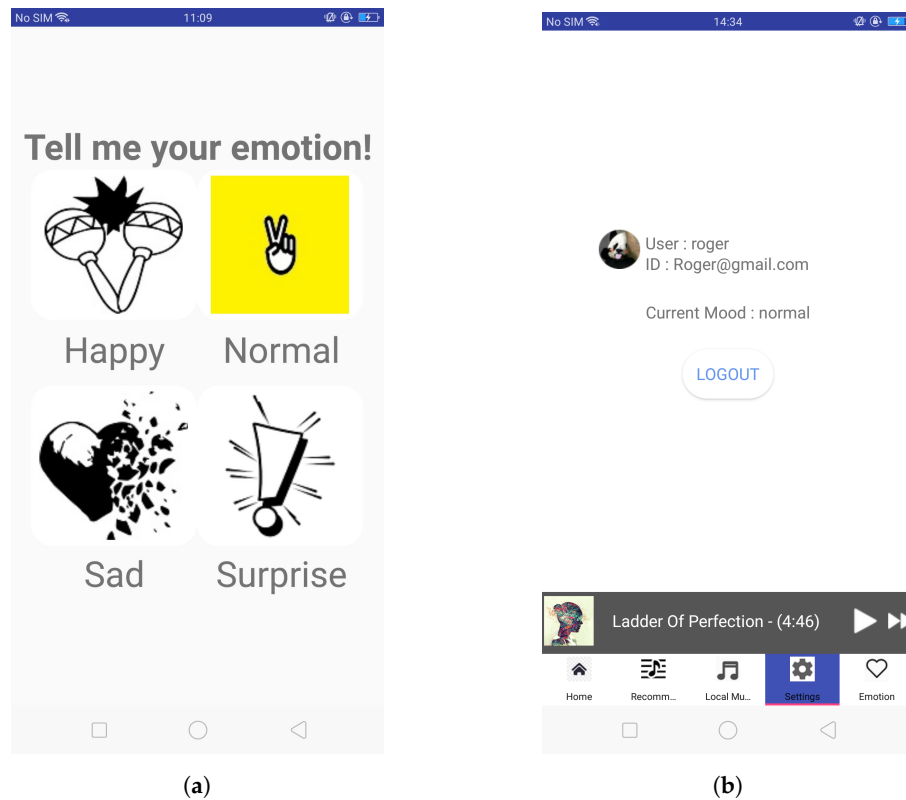 No SIM 11:09
Tell me your emotion!
Happy Normal
Sad Surprise
(a)
No SIM 14:34
User : roger
ID : Roger@gmail.com
Current Mood : normal
LOGOUT
Ladder Of Perfection - (4:46)
Home Recomm... Local Mu... Settings Emotion
(b)